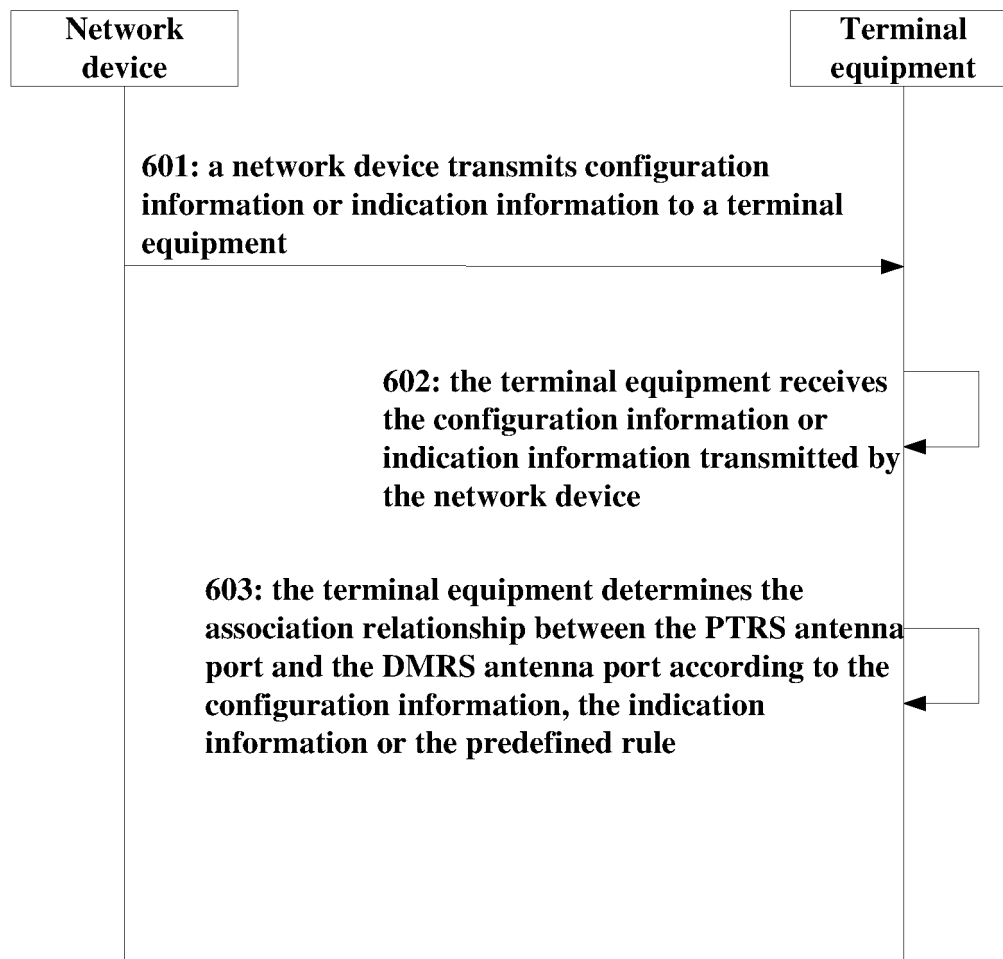 Network
device
Terminal
equipment
601: a network device transmits configuration
information or indication information to a terminal
equipment
602: the terminal equipment receives
the configuration information or
indication information transmitted by
the network device
603: the terminal equipment determines the
association relationship between the PTRS antenna
port and the DMRS antenna port according to the
configuration information, the indication
information or the predefined rule